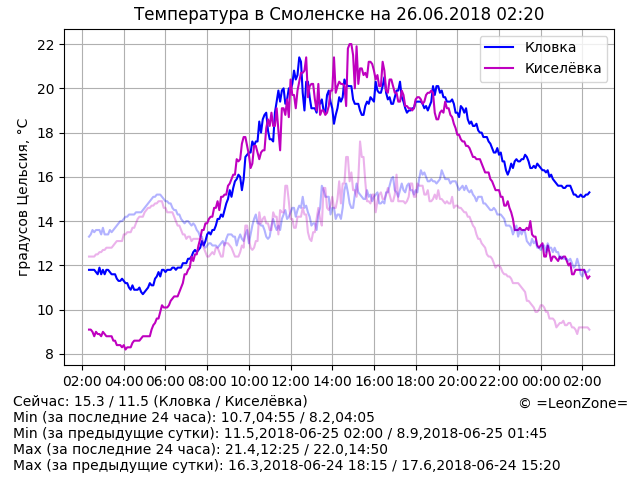 Температура в Смоленске на 26.06.2018 02:20
градусов Цельсия, °C
22
20
18
16
14
12
10
8
Кловка
Киселёвка
02:00 04:00 06:00 08:00 10:00 12:00 14:00 16:00 18:00 20:00 22:00 00:00 02:00
Сейчас: 15.3 / 11.5 (Кловка / Киселёвка)
© =LeonZone=
Min (за последние 24 часа): 10.7,04:55 / 8.2,04:05
Min (за предыдущие сутки): 11.5,2018-06-25 02:00 / 8.9,2018-06-25 01:45
Max (за последние 24 часа): 21.4,12:25 / 22.0,14:50
Max (за предыдущие сутки): 16.3,2018-06-24 18:15 / 17.6,2018-06-24 15:20